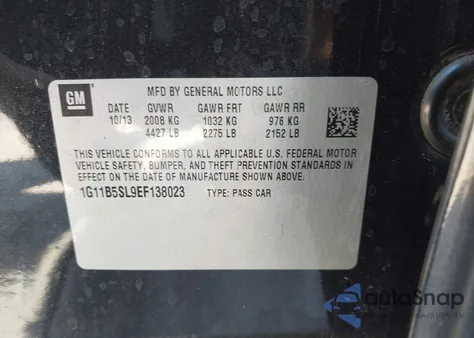 GM
MFD BY GENERAL MOTORS LLC
DATE GVWR GAWR FRT GAWR RR
10/13 2008 KG 1032 KG 976 KG
4427 LB 2275 LB 2152 LB
THIS VEHICLE CONFORMS TO ALL APPLICABLE U.S. FEDERAL MOTOR
VEHICLE SAFETY, BUMPER, AND THEFT PREVENTION STANDARDS IN
EFFECT ON THE DATE OF MANUFACTURE SHOWN ABOVE.
1G11B5SL9EF138023 TYPE: PASS CAR
autoSnap